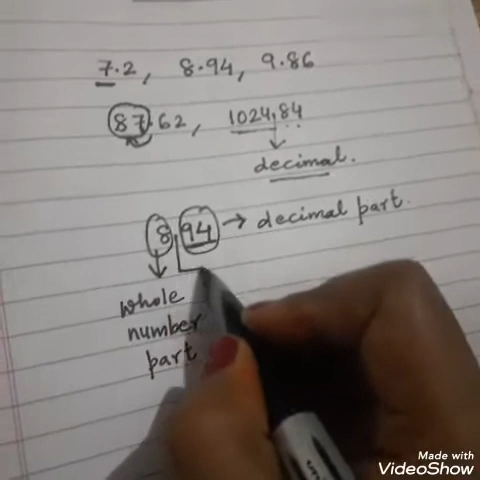 7.2, 8.94, 9.86
87.62, 1024.84
decimal.
8.94 → decimal part.
whole
number
part
Made with
VideoShow